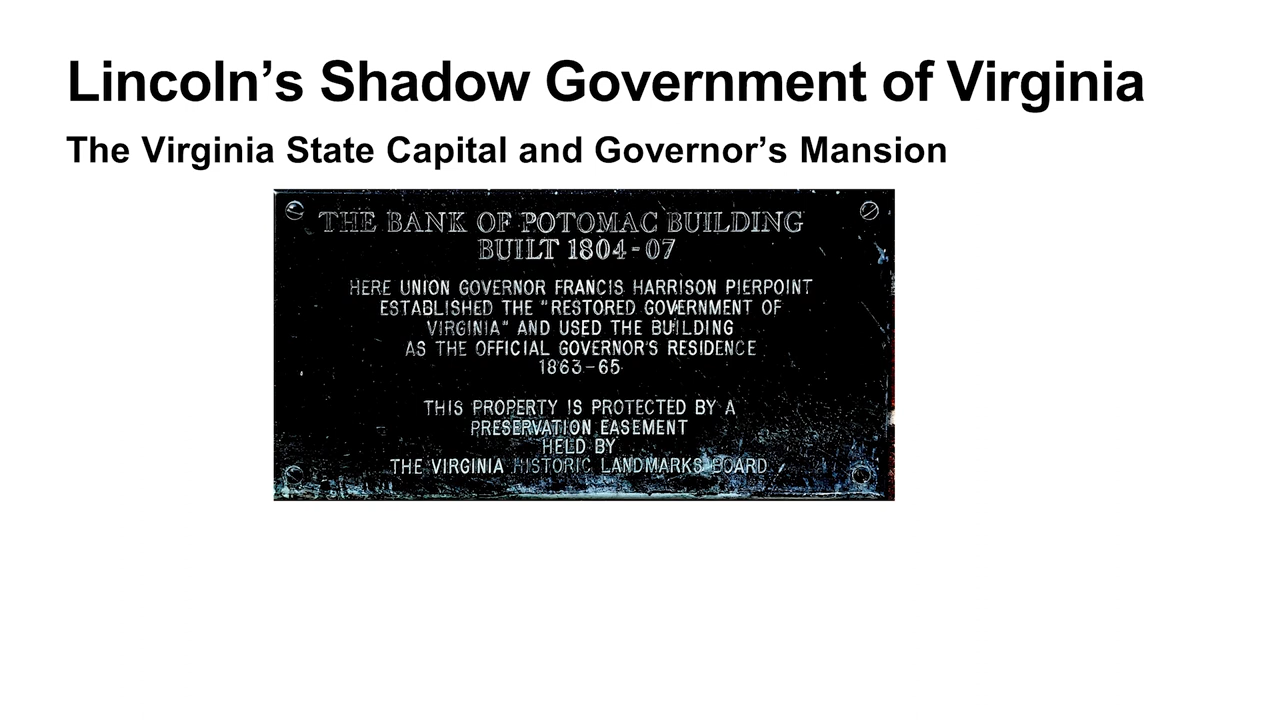 Lincoln’s Shadow Government of Virginia
The Virginia State Capital and Governor’s Mansion
THE BANK OF POTOMAC BUILDING
BUILT 1804-07
HERE UNION GOVERNOR FRANCIS HARRISON PIERPOINT
ESTABLISHED THE "RESTORED GOVERNMENT OF
VIRGINIA" AND USED THE BUILDING
AS THE OFFICIAL GOVERNOR'S RESIDENCE
1863-65
THIS PROPERTY IS PROTECTED BY A
PRESERVATION EASEMENT
HELD BY
THE VIRGINIA HISTORIC LANDMARKS BOARD